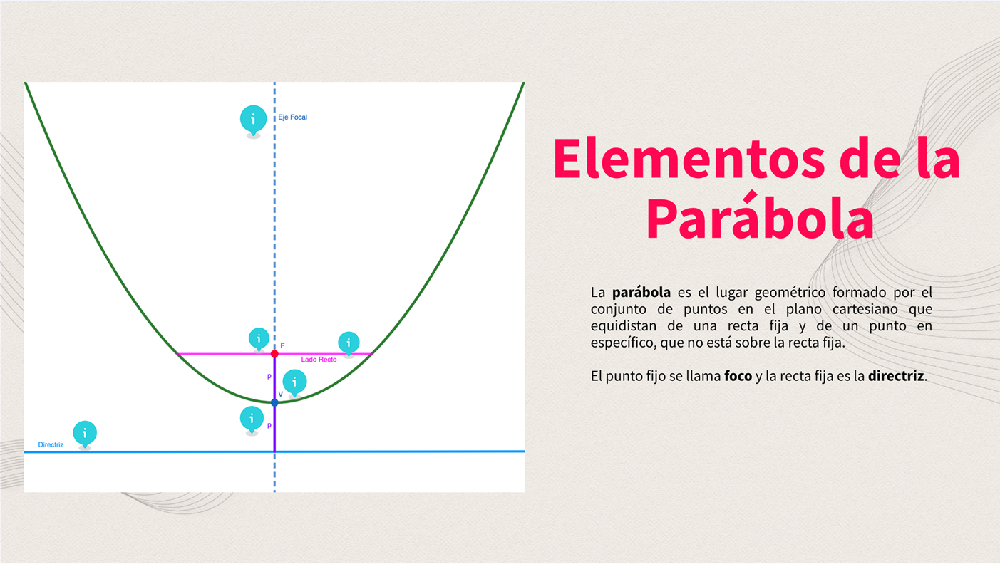 Eje Focal
F
Lado Recto
p
V
p
Directriz
Elementos de la
Parábola
La parábola es el lugar geométrico formado por el
conjunto de puntos en el plano cartesiano que
equidistan de una recta fija y de un punto en
específico, que no está sobre la recta fija.
El punto fijo se llama foco y la recta fija es la directriz.